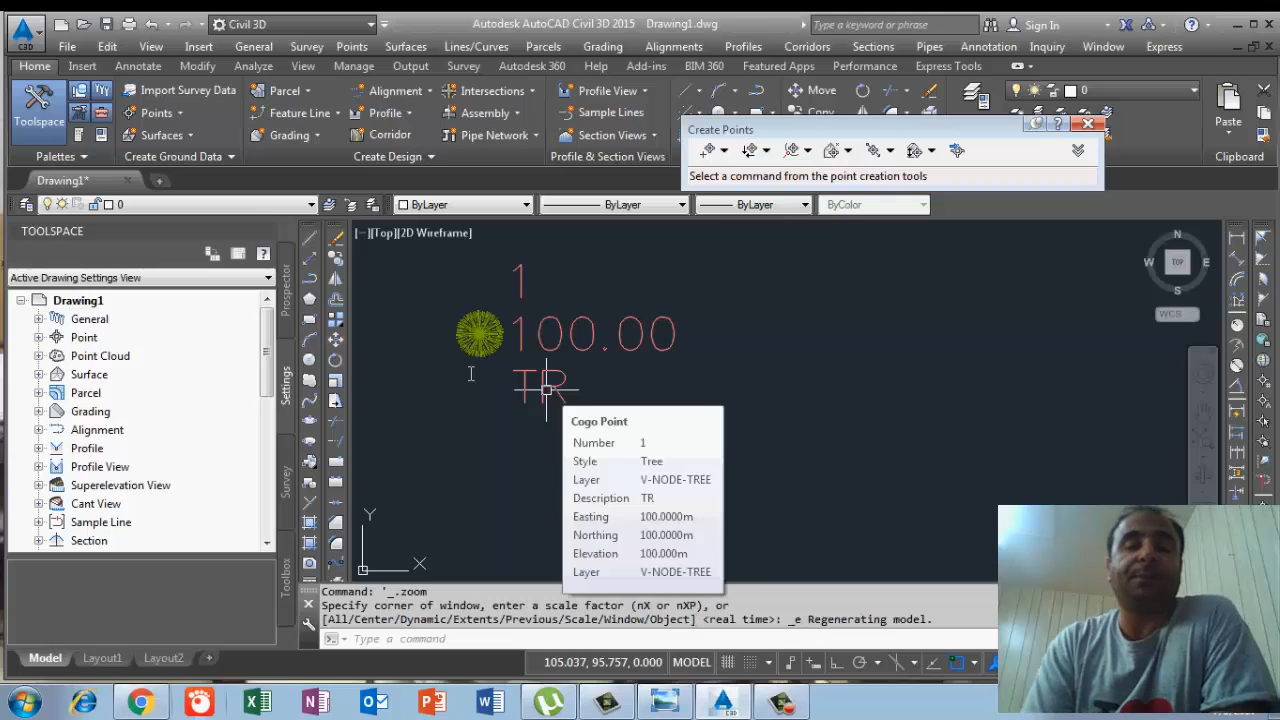 Civil 3D
Autodesk AutoCAD Civil 3D 2015 Drawing1.dwg
Type a keyword or phrase
Sign In
C3D
File Edit View Insert General Survey Points Surfaces Lines/Curves Parcels Grading Alignments Profiles Corridors Sections Pipes Annotation Inquiry Window Express
Home Insert Annotate Modify Analyze View Manage Output Survey Autodesk 360 Help Add-ins BIM 360 Featured Apps Performance Express Tools
Toolspace
Import Survey Data
Points
Surfaces
Parcel
Feature Line
Grading
Alignment
Profile
Corridor
Intersections
Assembly
Pipe Network
Profile View
Sample Lines
Section Views
Move
Copy
0
Paste
Palettes
Create Ground Data
Create Design
Profile & Section Views
Clipboard
Create Points
Select a command from the point creation tools
Drawing1*
0
ByLayer
ByLayer
ByLayer
ByColor
TOOLSPACE
Active Drawing Settings View
Drawing1
General
Point
Point Cloud
Surface
Parcel
Grading
Alignment
Profile
Profile View
Superelevation View
Cant View
Sample Line
Section
Prospector
Settings
Survey
Toolbox
[−][Top][2D Wireframe]
1
100.00
TR
Cogo Point
Number 1
Style Tree
Layer V-NODE-TREE
Description TR
Easting 100.0000m
Northing 100.0000m
Elevation 100.000m
Layer V-NODE-TREE
N
W TOP E
S
WCS
Y
X
Command: '_.zoom
Specify corner of window, enter a scale factor (nX or nXP), or
[All/Center/Dynamic/Extents/Previous/Scale/Window/Object] <real time>: _e Regenerating model.
Type a command
Model Layout1 Layout2
105.037, 95.757, 0.000 MODEL